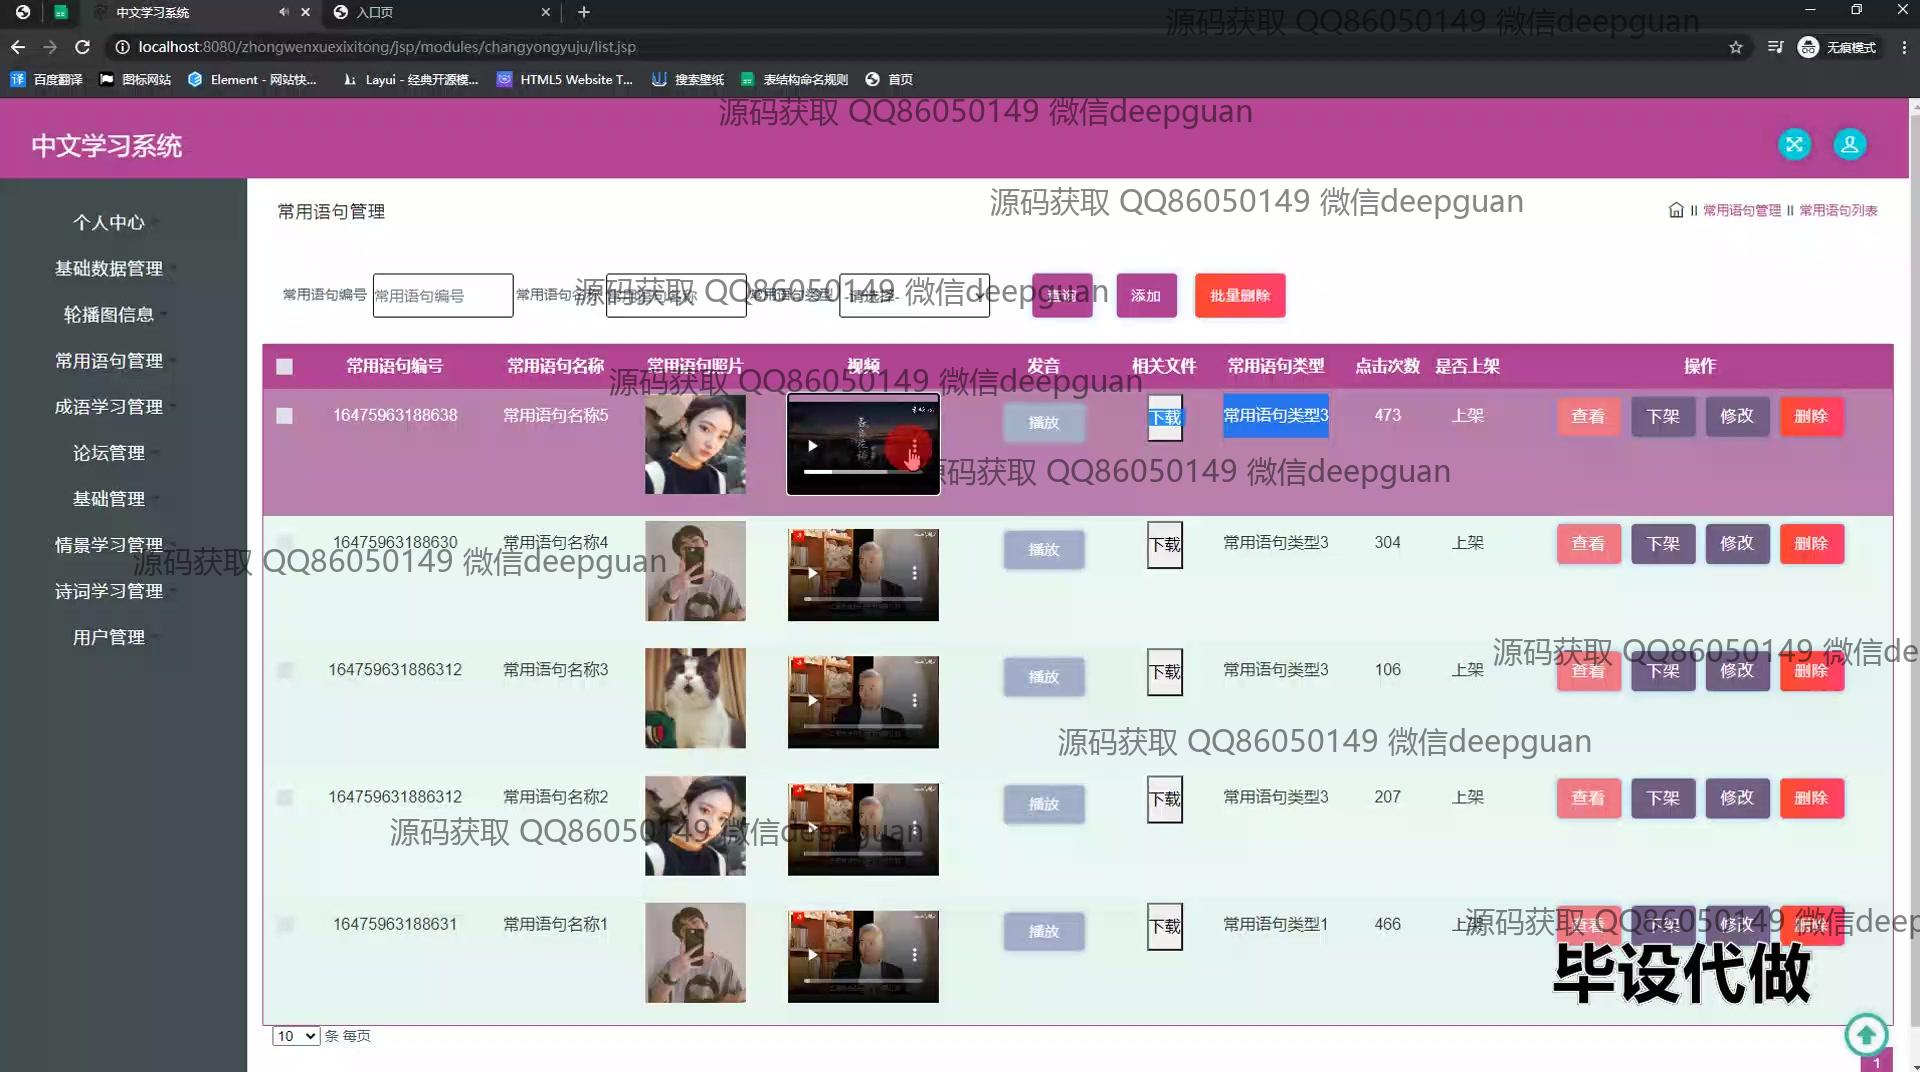 中文学习系统
入口页
localhost:8080/zhongwenxuexixitong/jsp/modules/changyongyuju/list.jsp
无痕模式
百度翻译
图标网站
Element - 网站快...
Layui - 经典开源模...
HTML5 Website T...
搜索壁纸
表结构命名规则
首页
源码获取 QQ86050149 微信deepguan
源码获取 QQ86050149 微信deepguan
中文学习系统
个人中心
基础数据管理
轮播图信息
常用语句管理
成语学习管理
论坛管理
基础管理
情景学习管理
诗词学习管理
用户管理
常用语句管理
源码获取 QQ86050149 微信deepguan
|| 常用语句管理 || 常用语句列表
常用语句编号 常用语句编号 常用语句名称 常用语句名称 常用语句类型 -请选择- 查询 添加 批量删除
源码获取 QQ86050149 微信deepguan
常用语句编号 常用语句名称 常用语句照片 视频 发音 相关文件 常用语句类型 点击次数 是否上架 操作
源码获取 QQ86050149 微信deepguan
16475963188638 常用语句名称5 播放 下载 常用语句类型3 473 上架 查看 下架 修改 删除
源码获取 QQ86050149 微信deepguan
16475963188630 常用语句名称4 播放 下载 常用语句类型3 304 上架 查看 下架 修改 删除
源码获取 QQ86050149 微信deepguan
164759631886312 常用语句名称3 播放 下载 常用语句类型3 106 上架 查看 下架 修改 删除
源码获取 QQ86050149 微信de
源码获取 QQ86050149 微信deepguan
164759631886312 常用语句名称2 播放 下载 常用语句类型3 207 上架 查看 下架 修改 删除
源码获取 QQ86050149 微信deepguan
16475963188631 常用语句名称1 播放 下载 常用语句类型1 466 上架 查看 下架 修改 删除
源码获取 QQ86050149 微信deep
毕设代做
10 条 每页
1